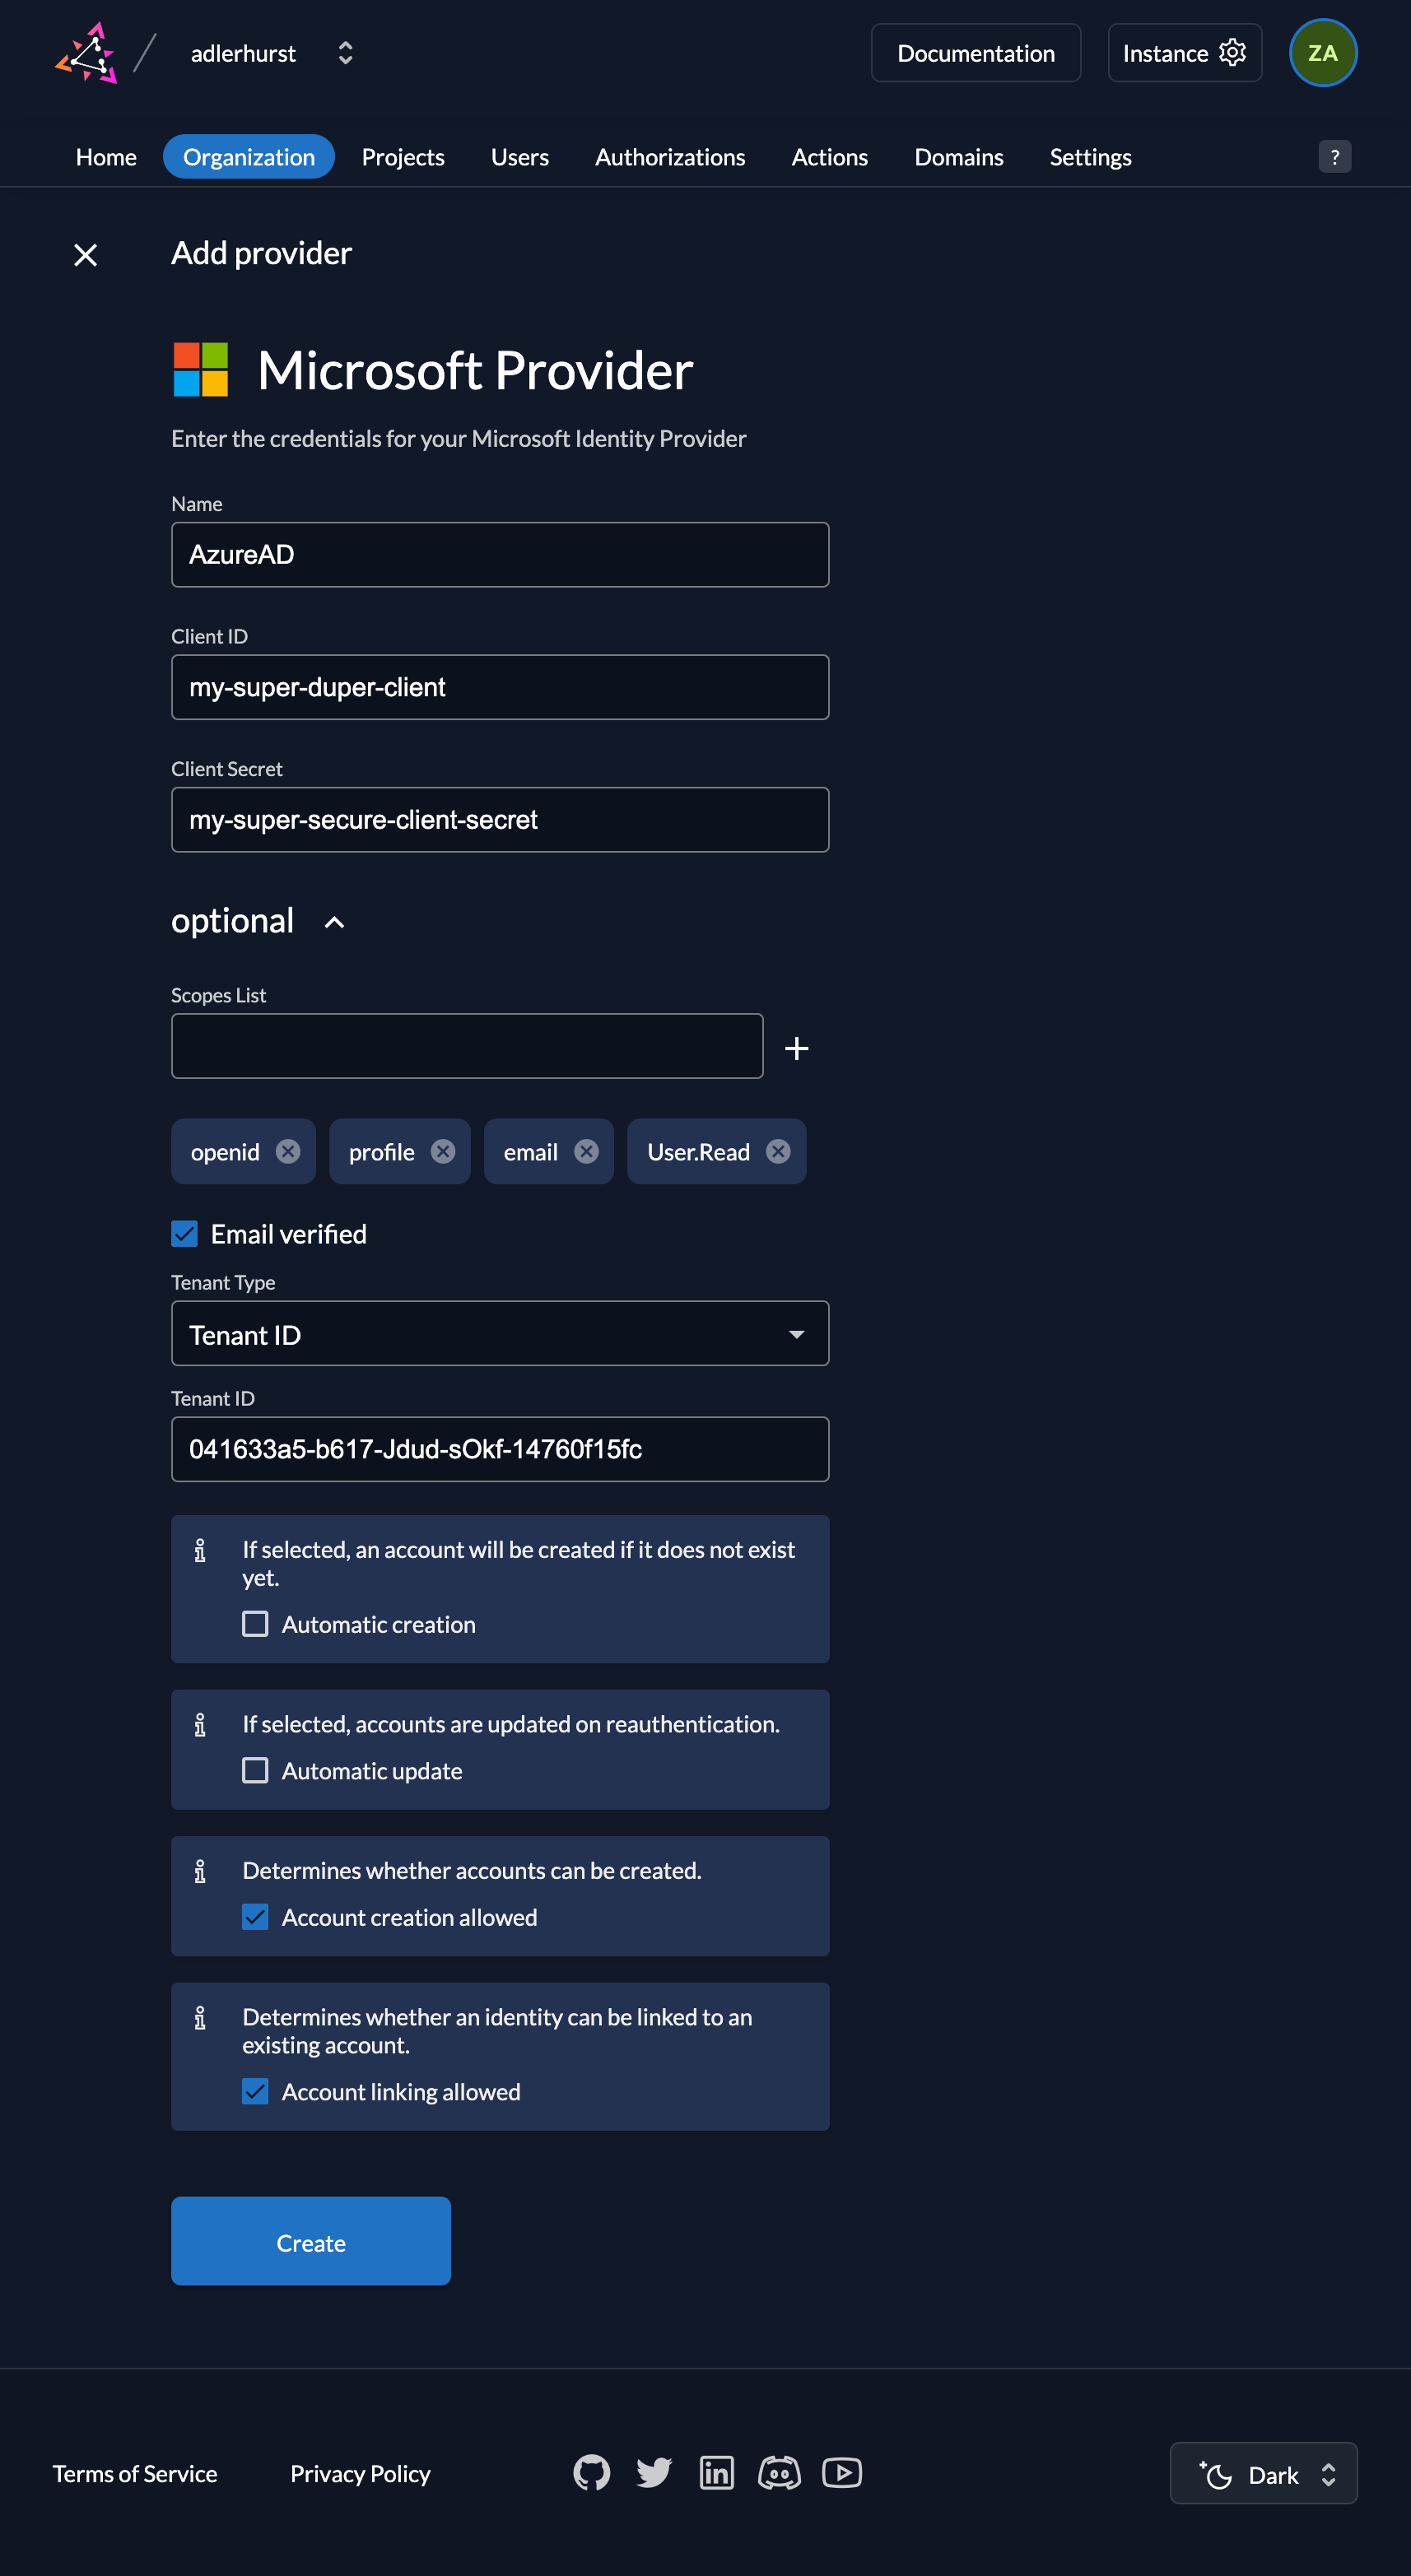 adlerhurst
Documentation
Instance
ZA
Home Organization Projects Users Authorizations Actions Domains Settings ?
Add provider
Microsoft Provider
Enter the credentials for your Microsoft Identity Provider
Name
AzureAD
Client ID
my-super-duper-client
Client Secret
my-super-secure-client-secret
optional
Scopes List
openid profile email User.Read
Email verified
Tenant Type
Tenant ID
Tenant ID
041633a5-b617-Jdud-sOkf-14760f15fc
If selected, an account will be created if it does not exist
yet.
Automatic creation
If selected, accounts are updated on reauthentication.
Automatic update
Determines whether accounts can be created.
Account creation allowed
Determines whether an identity can be linked to an
existing account.
Account linking allowed
Create
Terms of Service Privacy Policy Dark